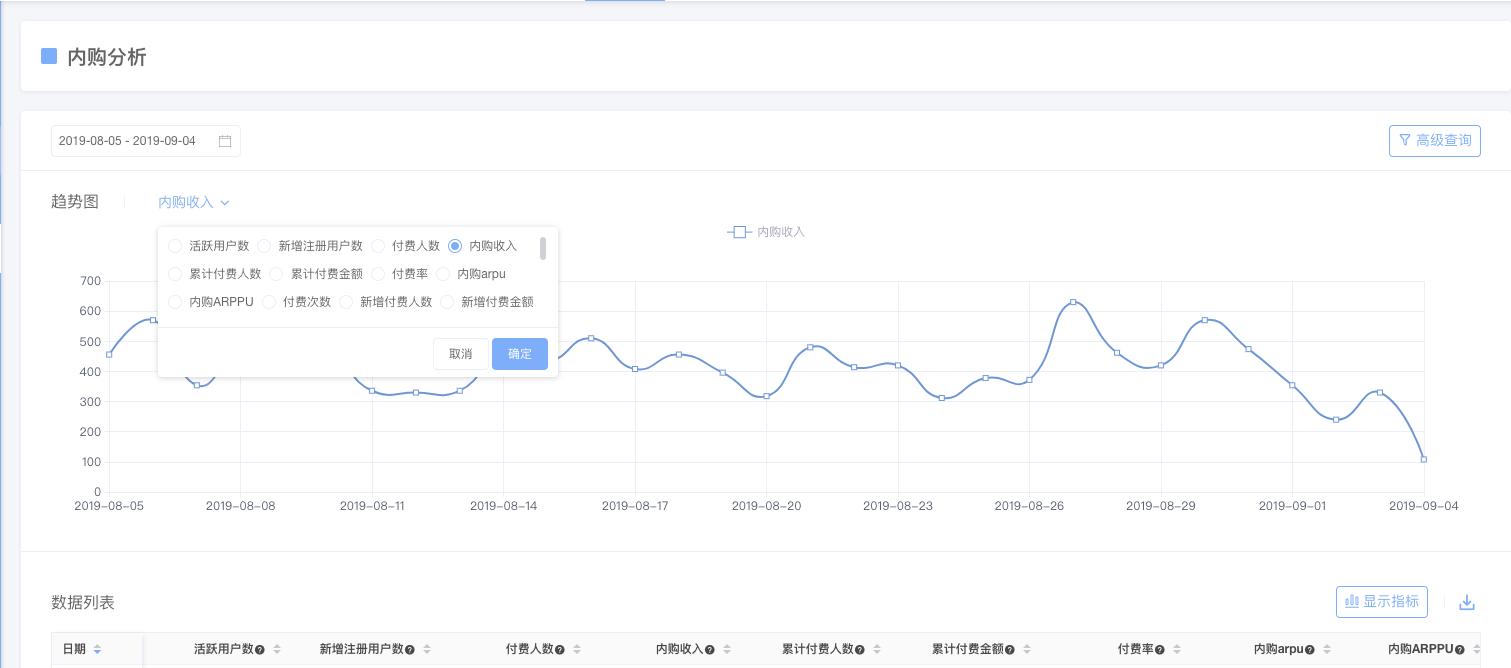 内购分析
2019-08-05 - 2019-09-04
高级查询
趋势图
内购收入
内购收入
活跃用户数 新增注册用户数 付费人数 内购收入
累计付费人数 累计付费金额 付费率 内购arpu
内购ARPPU 付费次数 新增付费人数 新增付费金额
取消 确定
700
600
500
400
300
200
100
0
2019-08-05 2019-08-08 2019-08-11 2019-08-14 2019-08-17 2019-08-20 2019-08-23 2019-08-26 2019-08-29 2019-09-01 2019-09-04
数据列表
显示指标
日期 活跃用户数 新增注册用户数 付费人数 内购收入 累计付费人数 累计付费金额 付费率 内购arpu 内购ARPPU